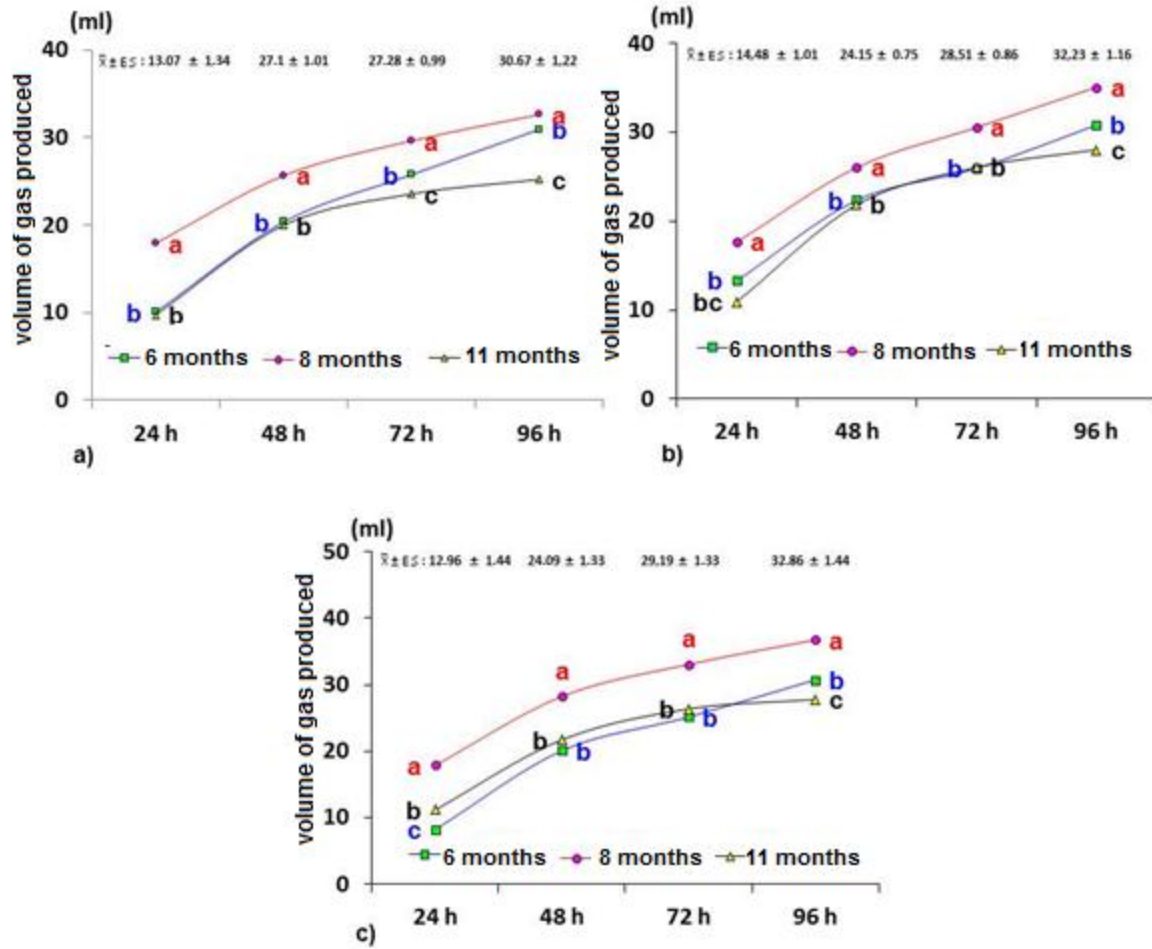 (ml)
x̄±ES:13.07 ± 1.34 27.1 ± 1.01 27.28 ± 0.99 30.67 ± 1.22
volume of gas produced
40
30
20
10
0
a
a
a
a
b
b
b
b
b
b
c
c
6 months 8 months 11 months
24 h 48 h 72 h 96 h
a)
(ml)
x̄±ES:14,48 ± 1.01 24.15 ± 0.75 28,51 ± 0.86 32,23 ± 1.16
volume of gas produced
40
30
20
10
0
a
a
a
a
b
b
b
b
bc
b
b
c
6 months 8 months 11 months
24 h 48 h 72 h 96 h
b)
(ml)
x̄±ES:12.96 ± 1.44 24.09 ± 1.33 29,19 ± 1.33 32.86 ± 1.44
volume of gas produced
50
40
30
20
10
0
a
a
a
a
b
b
b
c
c
b
b
b
6 months 8 months 11 months
24 h 48 h 72 h 96 h
c)